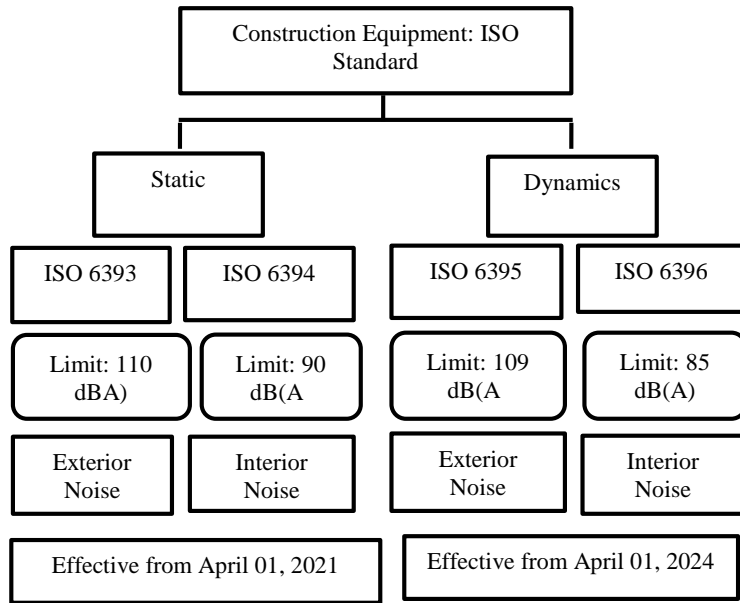 Construction Equipment: ISO
Standard
Static
Dynamics
ISO 6393
ISO 6394
ISO 6395
ISO 6396
Limit: 110
dBA)
Limit: 90
dB(A
Limit: 109
dB(A
Limit: 85
dB(A)
Exterior
Noise
Interior
Noise
Exterior
Noise
Interior
Noise
Effective from April 01, 2021
Effective from April 01, 2024